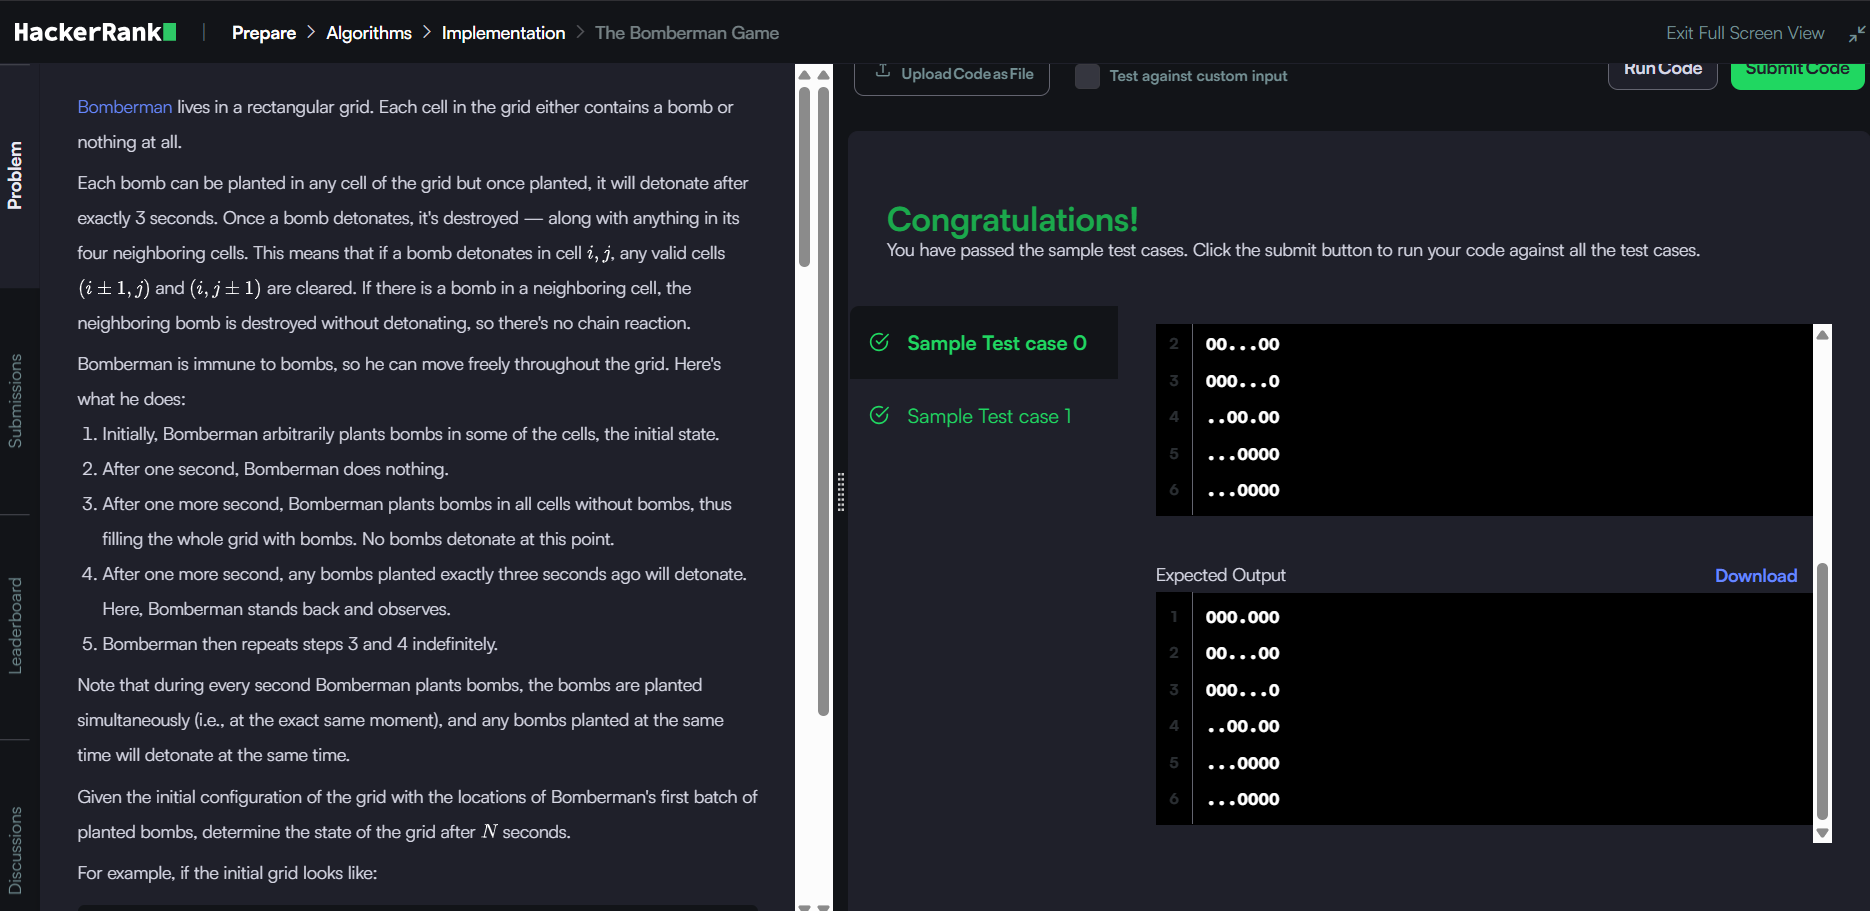 HackerRank | Prepare > Algorithms > Implementation > The Bomberman Game
Exit Full Screen View
Problem
Submissions
Leaderboard
Discussions
Bomberman lives in a rectangular grid. Each cell in the grid either contains a bomb or
nothing at all.
Each bomb can be planted in any cell of the grid but once planted, it will detonate after
exactly 3 seconds. Once a bomb detonates, it's destroyed — along with anything in its
four neighboring cells. This means that if a bomb detonates in cell i, j, any valid cells
(i ± 1, j) and (i, j ± 1) are cleared. If there is a bomb in a neighboring cell, the
neighboring bomb is destroyed without detonating, so there's no chain reaction.
Bomberman is immune to bombs, so he can move freely throughout the grid. Here's
what he does:
1. Initially, Bomberman arbitrarily plants bombs in some of the cells, the initial state.
2. After one second, Bomberman does nothing.
3. After one more second, Bomberman plants bombs in all cells without bombs, thus
filling the whole grid with bombs. No bombs detonate at this point.
4. After one more second, any bombs planted exactly three seconds ago will detonate.
Here, Bomberman stands back and observes.
5. Bomberman then repeats steps 3 and 4 indefinitely.
Note that during every second Bomberman plants bombs, the bombs are planted
simultaneously (i.e., at the exact same moment), and any bombs planted at the same
time will detonate at the same time.
Given the initial configuration of the grid with the locations of Bomberman's first batch of
planted bombs, determine the state of the grid after N seconds.
For example, if the initial grid looks like:
Upload Code as File
Test against custom input
Run Code
Submit Code
Congratulations!
You have passed the sample test cases. Click the submit button to run your code against all the test cases.
Sample Test case 0
Sample Test case 1
2 OO...OO
3 OOO...O
4 ..OO.OO
5 ...OOOO
6 ...OOOO
Expected Output
Download
1 OOO.OOO
2 OO...OO
3 OOO...O
4 ..OO.OO
5 ...OOOO
6 ...OOOO